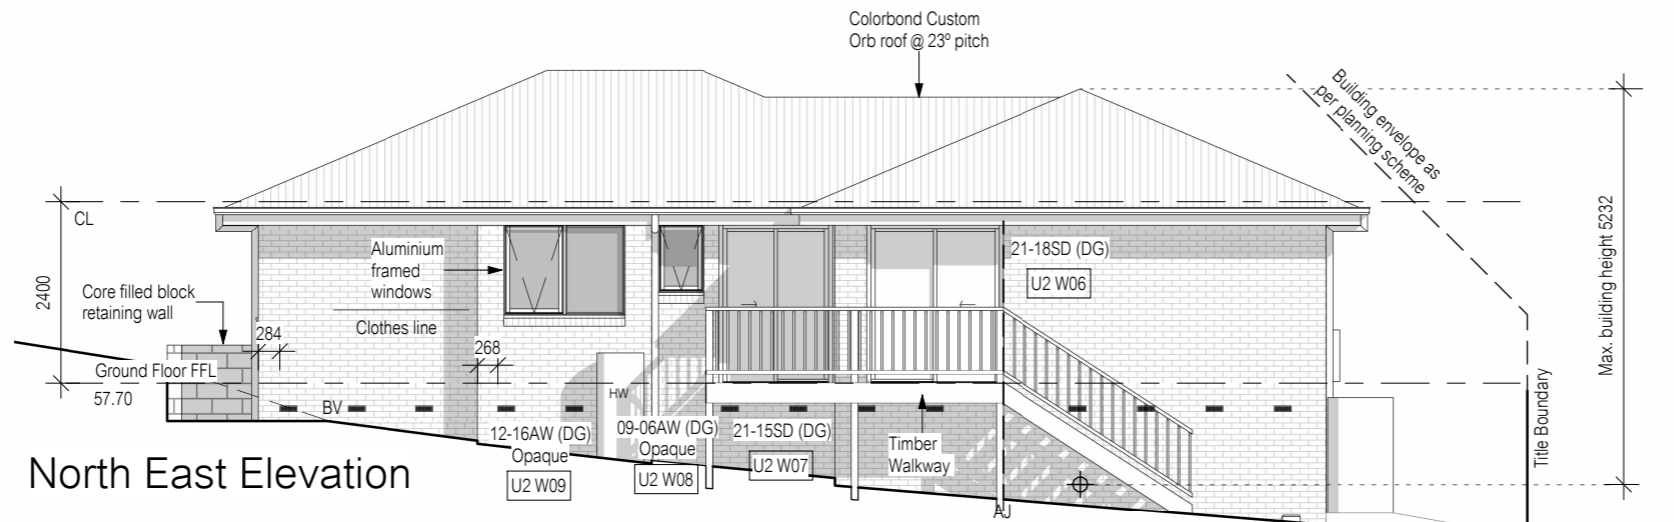 Colorbond Custom
Orb roof @ 23º pitch
Building envelope as
per planning scheme
CL
Aluminium
framed
windows
21-18SD (DG)
U2 W06
Max. building height 5232
2400
Core filled block
retaining wall
Clothes line
284
268
Ground Floor FFL
57.70
HW
BV
12-16AW (DG)
Opaque
U2 W09
09-06AW (DG)
Opaque
U2 W08
21-15SD (DG)
U2 W07
Timber
Walkway
Title Boundary
North East Elevation
AJ